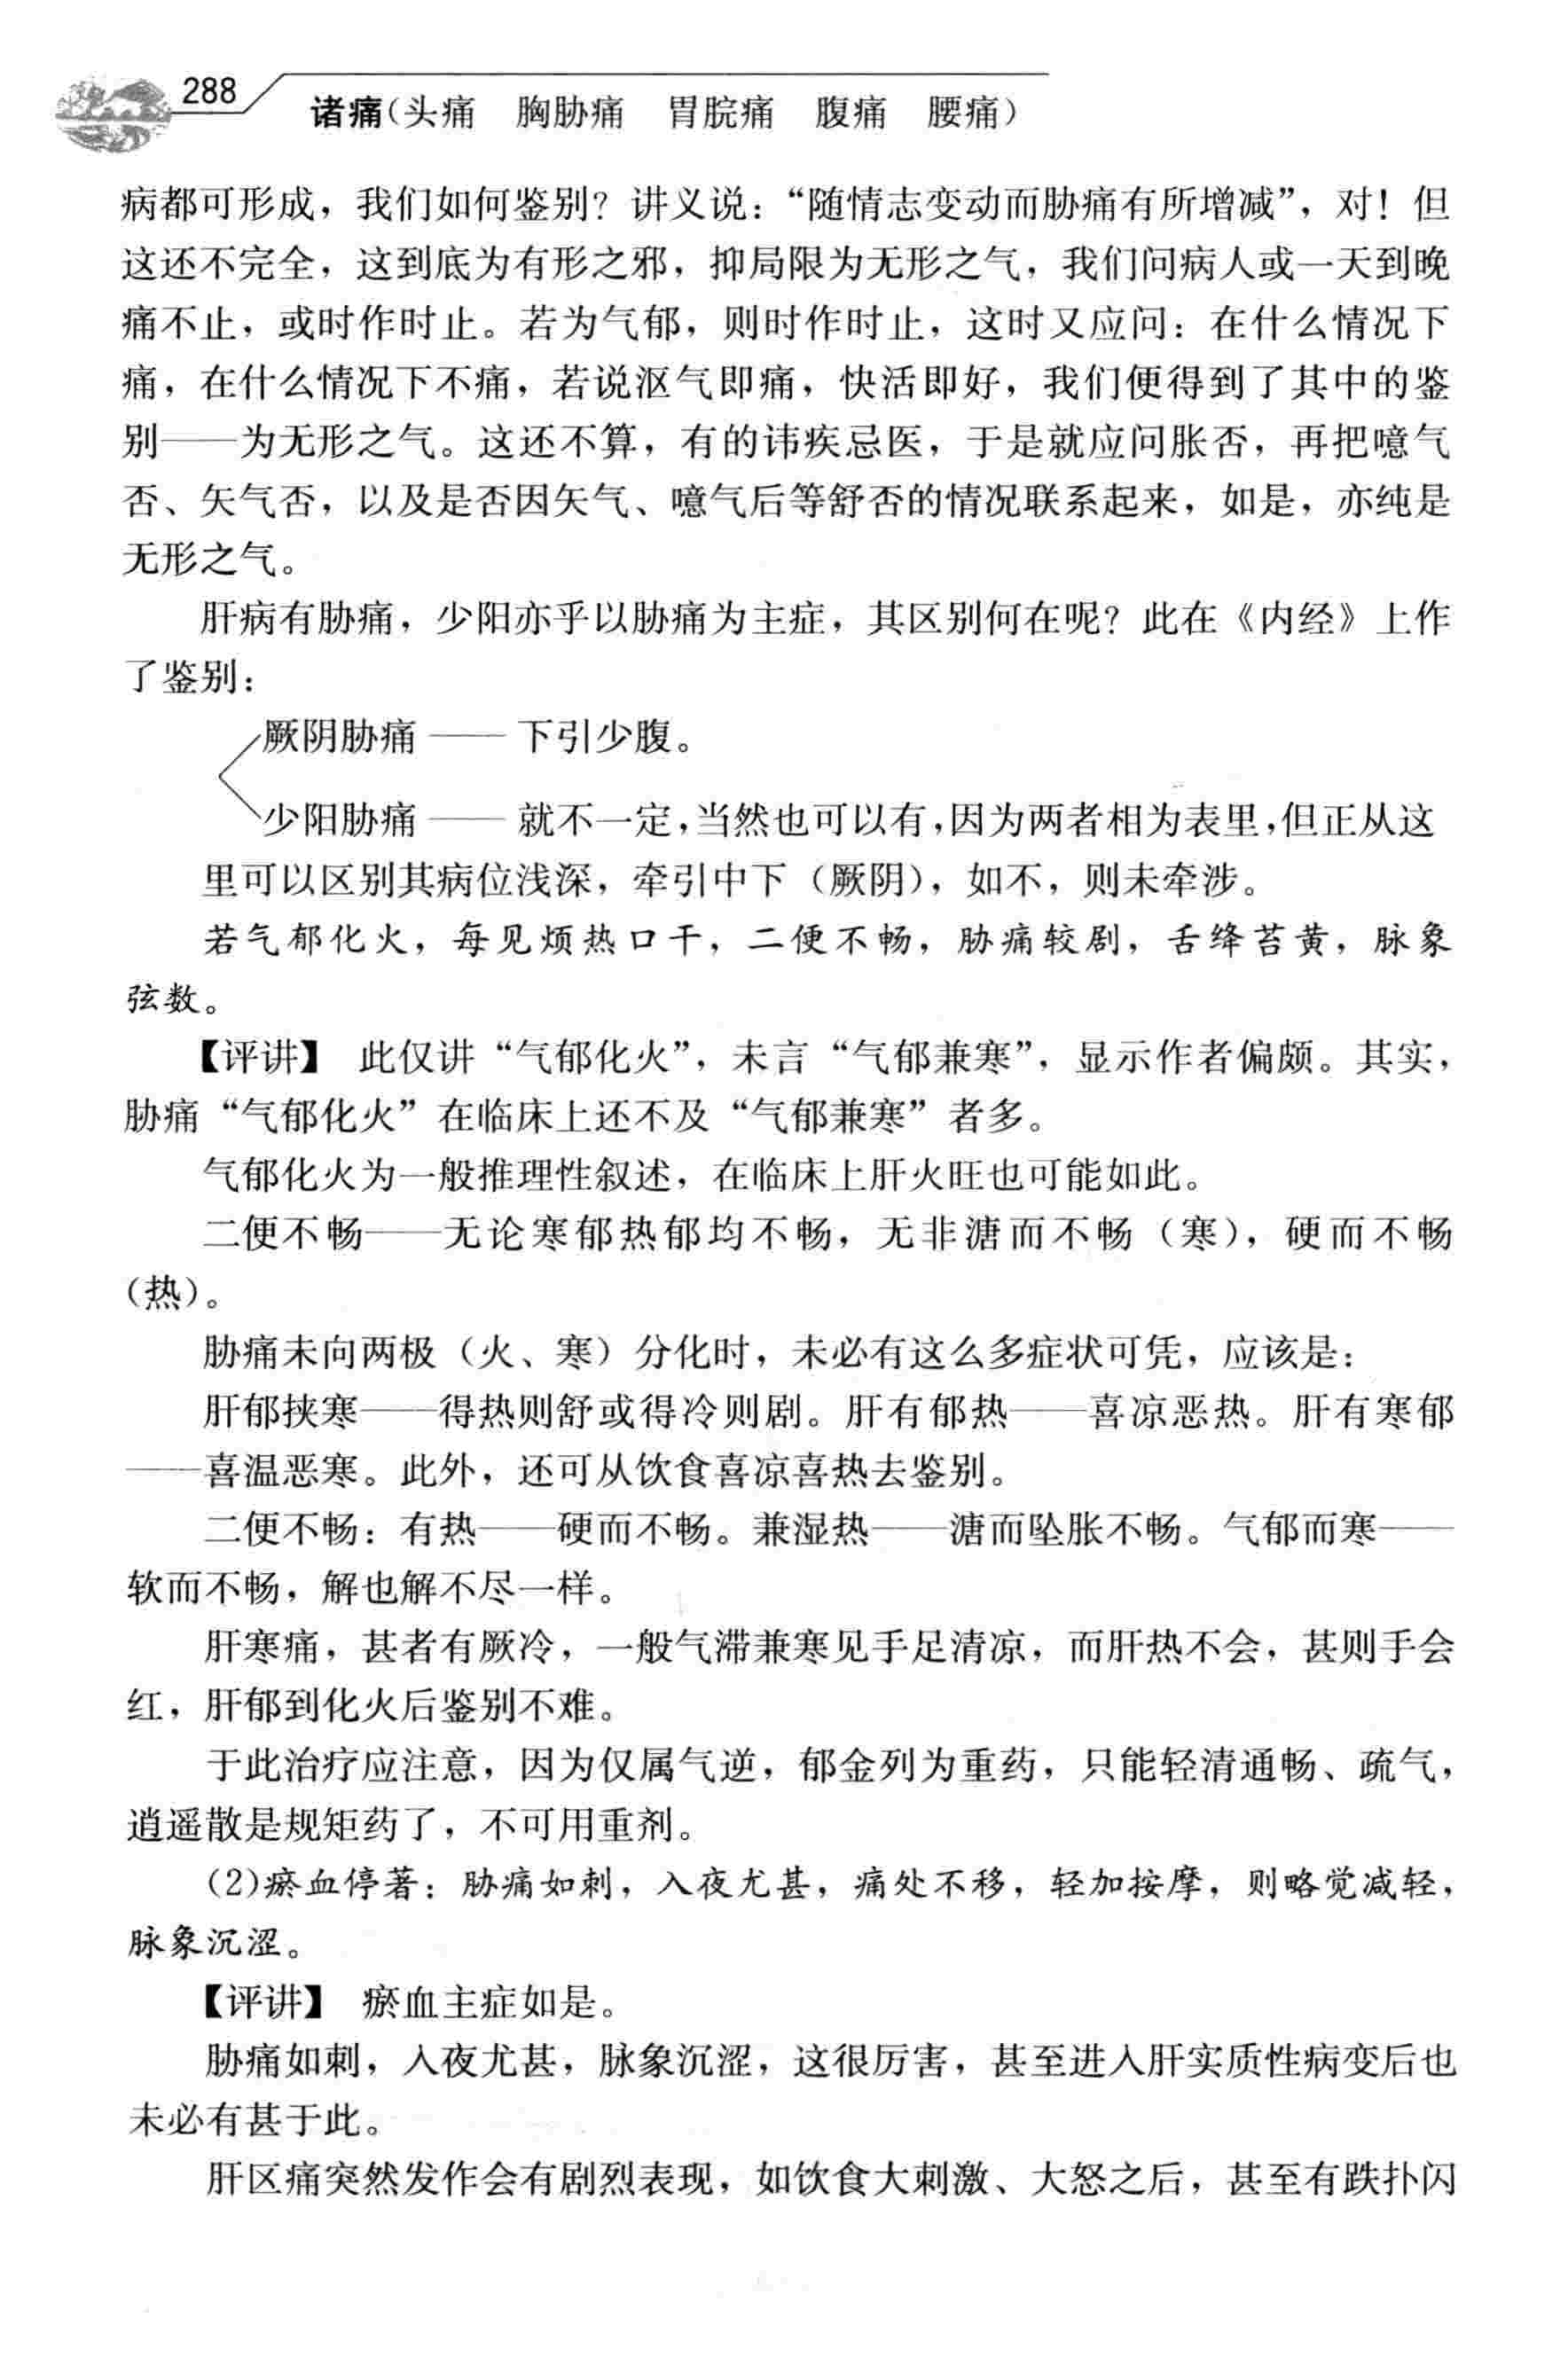 288
诸痛(头痛　胸胁痛　胃脘痛　腹痛　腰痛)
病都可形成，我们如何鉴别？讲义说：“随情志变动而胁痛有所增减”，对！但
这还不完全，这到底为有形之邪，抑局限为无形之气，我们问病人或一天到晚
痛不止，或时作时止。若为气郁，则时作时止，这时又应问：在什么情况下
痛，在什么情况下不痛，若说沤气即痛，快活即好，我们便得到了其中的鉴
别——为无形之气。这还不算，有的讳疾忌医，于是就应问胀否，再把噫气
否、矢气否，以及是否因矢气、噫气后等舒否的情况联系起来，如是，亦纯是
无形之气。
肝病有胁痛，少阳亦乎以胁痛为主症，其区别何在呢？此在《内经》上作
了鉴别：
厥阴胁痛 —— 下引少腹。
少阳胁痛 —— 就不一定，当然也可以有，因为两者相为表里，但正从这
里可以区别其病位浅深，牵引中下（厥阴），如不，则未牵涉。
若气郁化火，每见烦热口干，二便不畅，胁痛较剧，舌绛苔黄，脉象
弦数。
【评讲】　此仅讲“气郁化火”，未言“气郁兼寒”，显示作者偏颇。其实，
胁痛“气郁化火”在临床上还不及“气郁兼寒”者多。
气郁化火为一般推理性叙述，在临床上肝火旺也可能如此。
二便不畅——无论寒郁热郁均不畅，无非溏而不畅（寒），硬而不畅
（热）。
胁痛未向两极（火、寒）分化时，未必有这么多症状可凭，应该是：
肝郁挟寒——得热则舒或得冷则剧。肝有郁热——喜凉恶热。肝有寒郁
——喜温恶寒。此外，还可从饮食喜凉喜热去鉴别。
二便不畅：有热——硬而不畅。兼湿热——溏而坠胀不畅。气郁而寒——
软而不畅，解也解不尽一样。
肝寒痛，甚者有厥冷，一般气滞兼寒见手足清凉，而肝热不会，甚则手会
红，肝郁到化火后鉴别不难。
于此治疗应注意，因为仅属气逆，郁金列为重药，只能轻清通畅、疏气，
逍遥散是规矩药了，不可用重剂。
(2)瘀血停著：胁痛如刺，入夜尤甚，痛处不移，轻加按摩，则略觉减轻，
脉象沉涩。
【评讲】　瘀血主症如是。
胁痛如刺，入夜尤甚，脉象沉涩，这很厉害，甚至进入肝实质性病变后也
未必有甚于此。
肝区痛突然发作会有剧烈表现，如饮食大刺激、大怒之后，甚至有跌扑闪